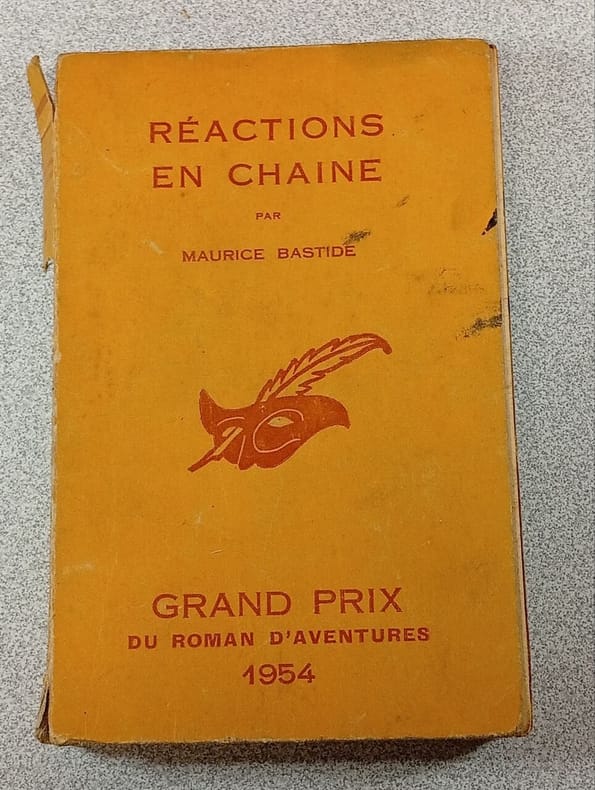 RÉACTIONS
EN CHAINE
PAR
MAURICE BASTIDE
GRAND PRIX
DU ROMAN D'AVENTURES
1954